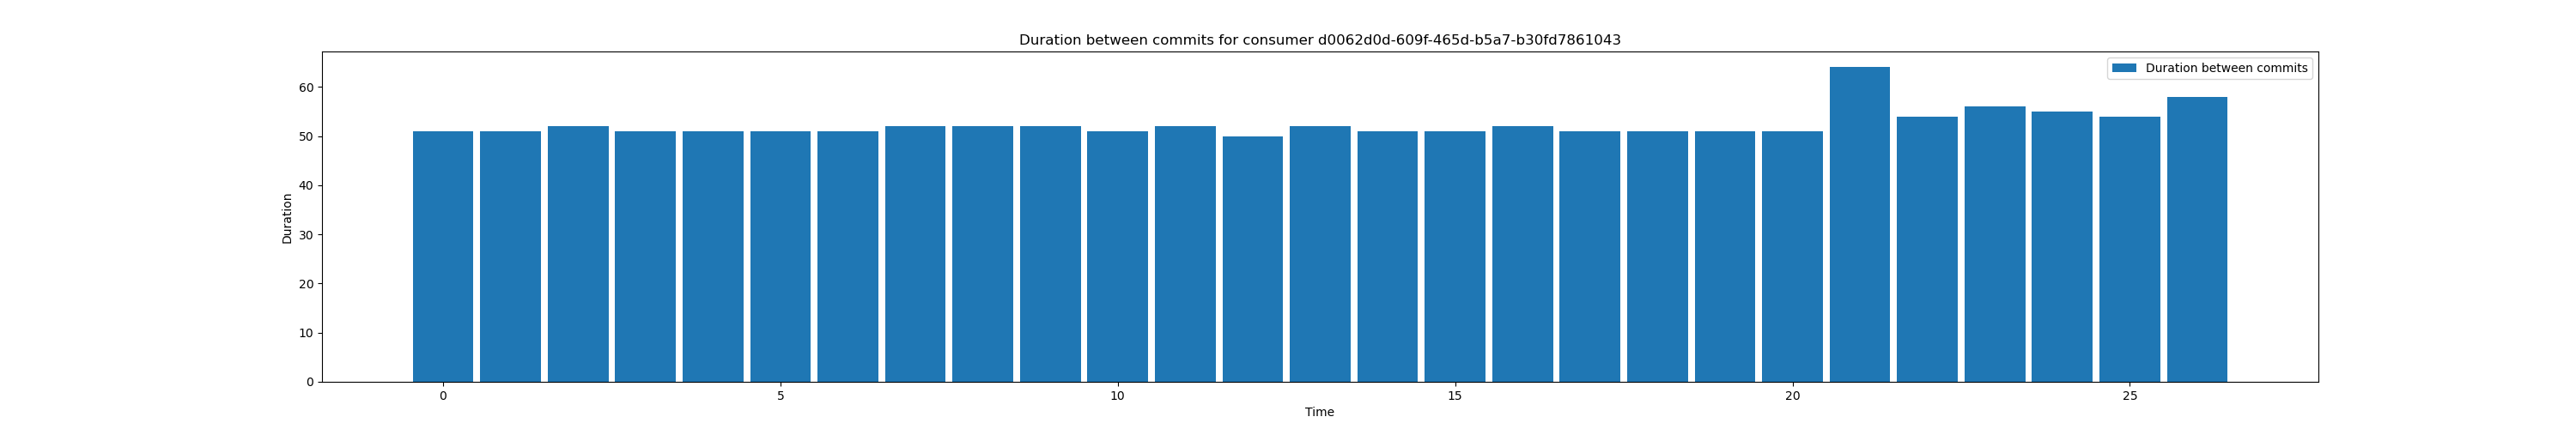 Duration between commits for consumer d0062d0d-609f-465d-b5a7-b30fd7861043
Duration between commits
Duration
60
50
40
30
20
10
0
0 5 10 15 20 25
Time